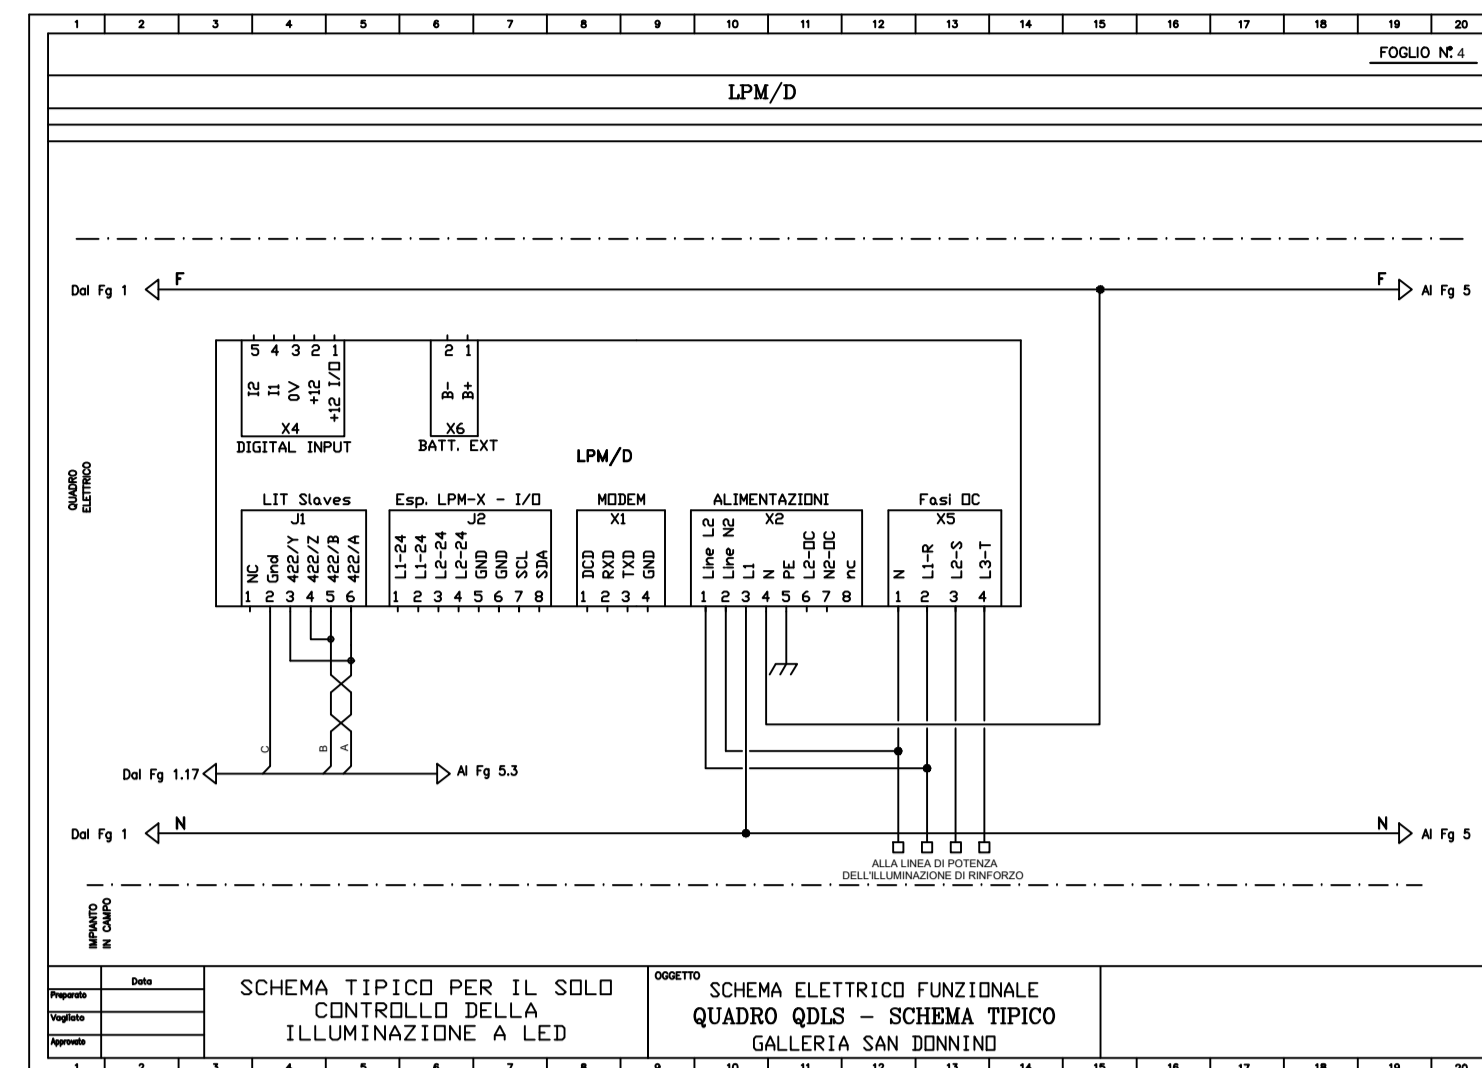 1 2 3 4 5 6 7 8 9 10 11 12 13 14 15 16 17 18 19 20
FOGLIO N° 4
LPM/D
Dal Fg 1
F
F
Al Fg 5
5 4 3 2 1
I2
I1
0V
+12
+12 I/O
X4
DIGITAL INPUT
2 1
B-
B+
X6
BATT. EXT
LPM/D
QUADRO
ELETTRICO
LIT Slaves
J1
NC
Gnd
422/Y
422/Z
422/B
422/A
1 2 3 4 5 6
Esp. LPM-X - I/O
J2
L1-24
L1-24
L2-24
L2-24
GND
GND
SCL
SDA
1 2 3 4 5 6 7 8
MODEM
X1
DCD
RXD
TXD
GND
1 2 3 4
ALIMENTAZIONI
X2
Line L2
Line N2
L1
N
PE
L2-OC
N2-OC
nc
1 2 3 4 5 6 7 8
Fasi OC
X5
N
L1-R
L2-S
L3-T
1 2 3 4
C
B
A
Dal Fg 1.17
Al Fg 5.3
Dal Fg 1
N
N
Al Fg 5
ALLA LINEA DI POTENZA
DELL'ILLUMINAZIONE DI RINFORZO
IMPIANTO
IN CAMPO
Data
Preparato
Vagliato
Approvato
SCHEMA TIPICO PER IL SOLO
CONTROLLO DELLA
ILLUMINAZIONE A LED
OGGETTO
SCHEMA ELETTRICO FUNZIONALE
QUADRO QDLS - SCHEMA TIPICO
GALLERIA SAN DONNINO
1 2 3 4 5 6 7 8 9 10 11 12 13 14 15 16 17 18 19 20